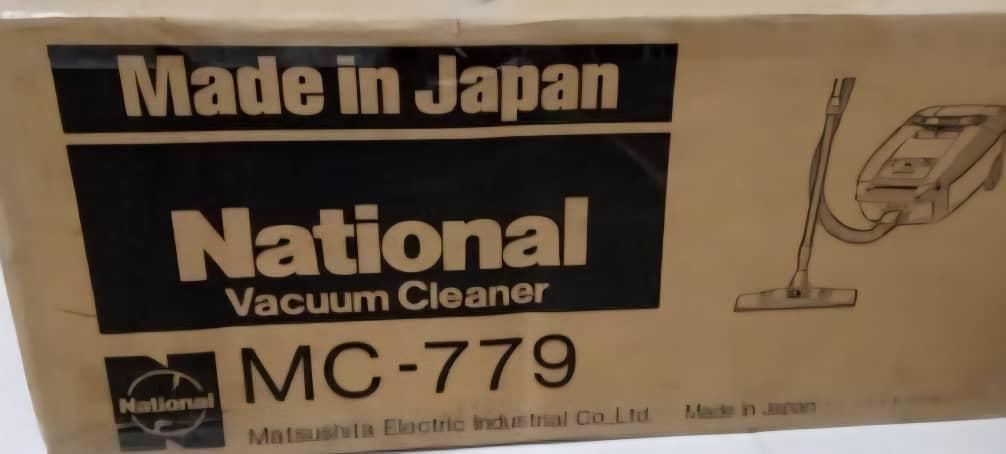 Made in Japan
National
Vacuum Cleaner
MC-779
National
Matsushita Electric Industrial Co.,Ltd. Made in Japan